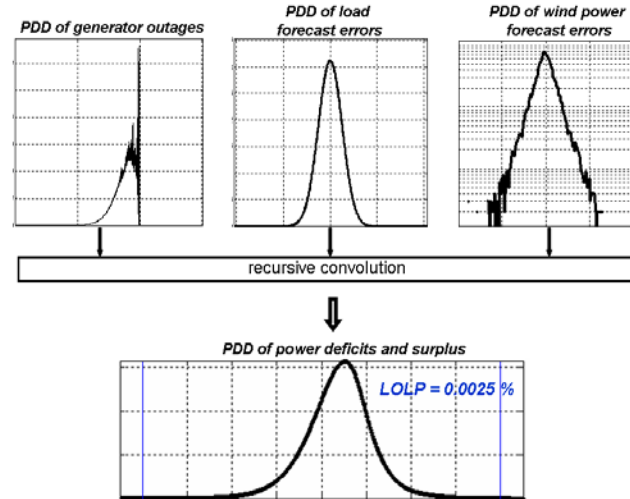 PDD of generator outages
PDD of load
forecast errors
PDD of wind power
forecast errors
recursive convolution
PDD of power deficits and surplus
LOLP = 0.0025 %